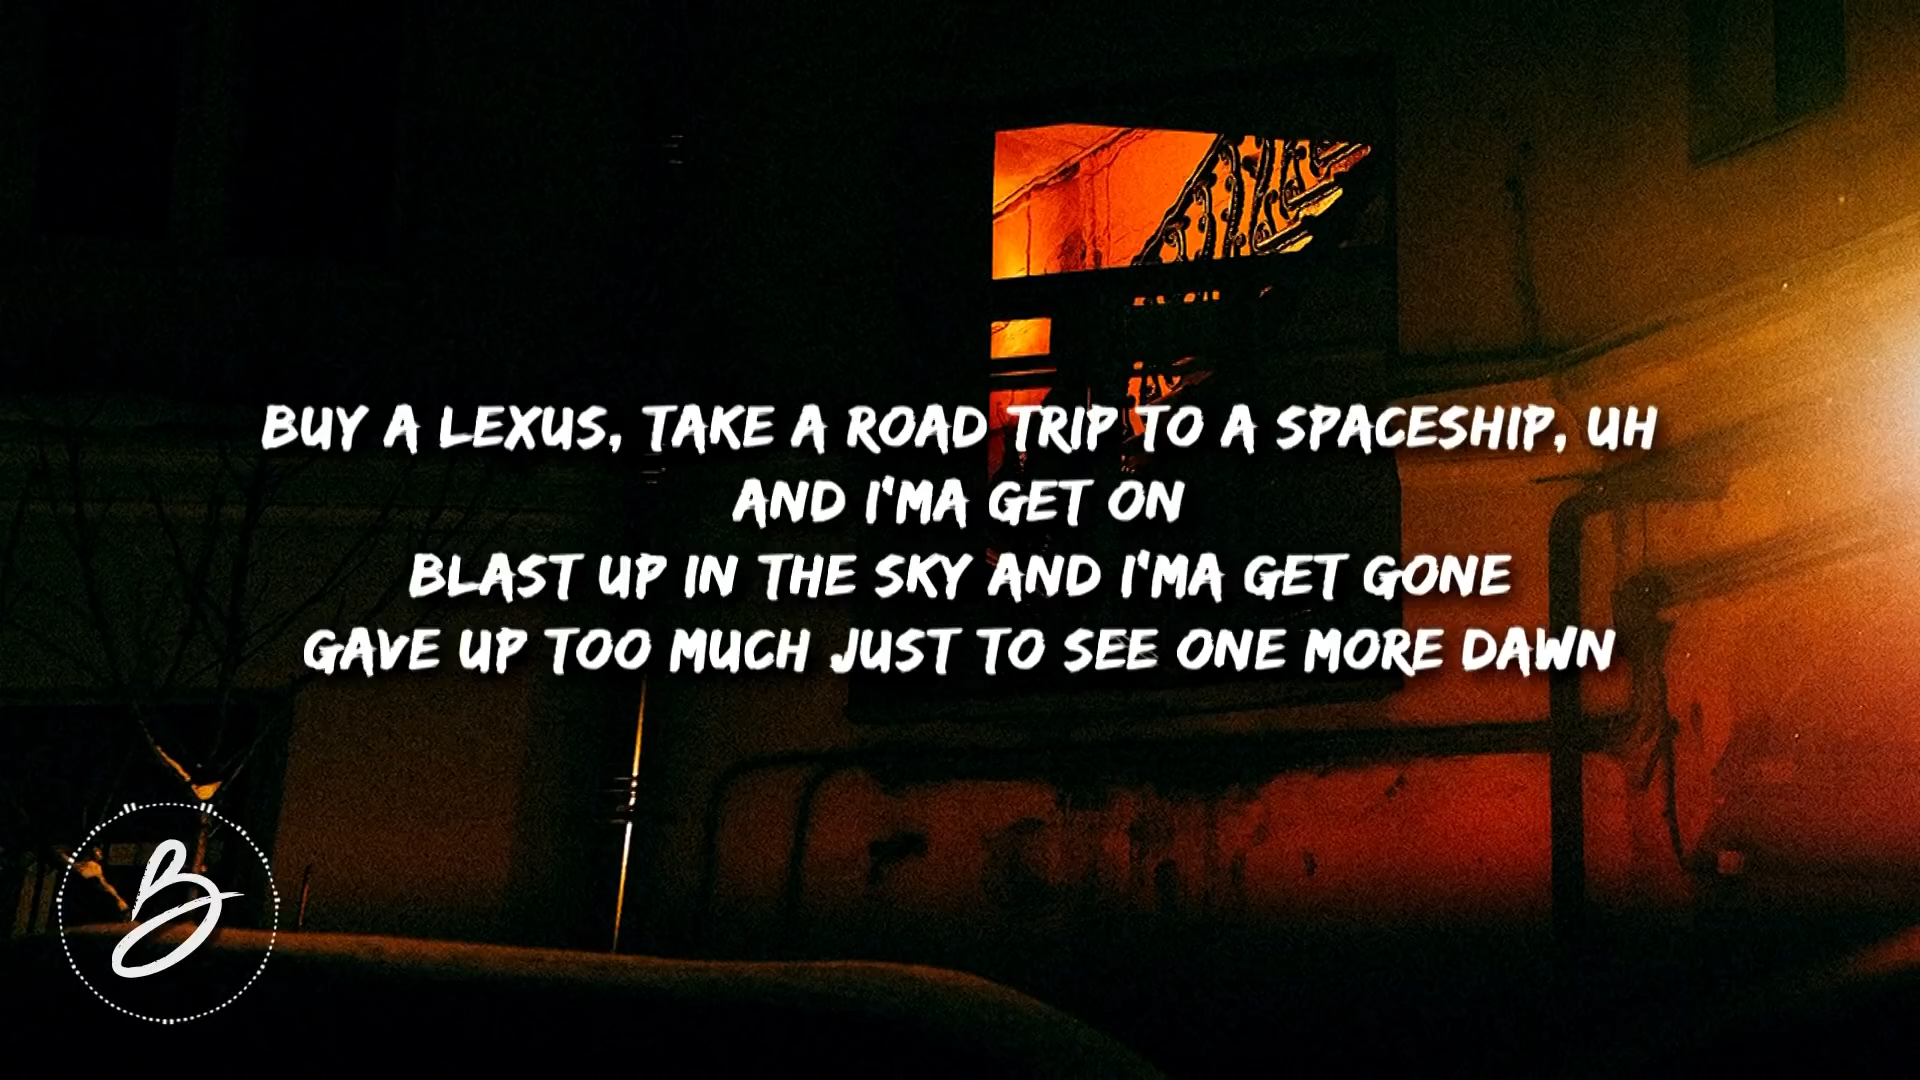 BUY A LEXUS, TAKE A ROAD TRIP TO A SPACESHIP, UH
AND I'MA GET ON
BLAST UP IN THE SKY AND I'MA GET GONE
GAVE UP TOO MUCH JUST TO SEE ONE MORE DAWN
B